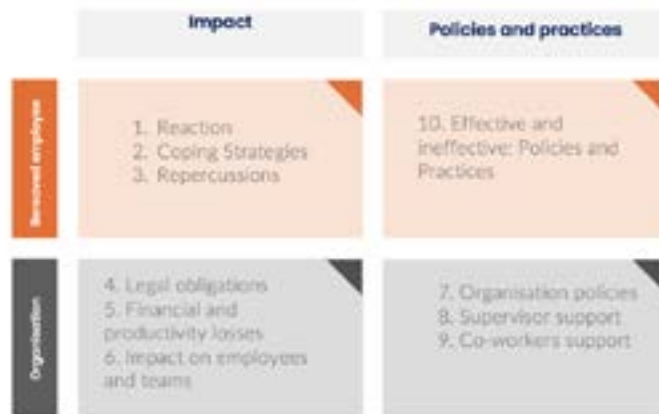 Impact
Policies and practices
Bereaved employee
1. Reaction
2. Coping Strategies
3. Repercussions
10. Effective and
ineffective: Policies and
Practices
Organisation
4. Legal obligations
5. Financial and
productivity losses
6. Impact on employees
and teams
7. Organisation policies
8. Supervisor support
9. Co-workers support